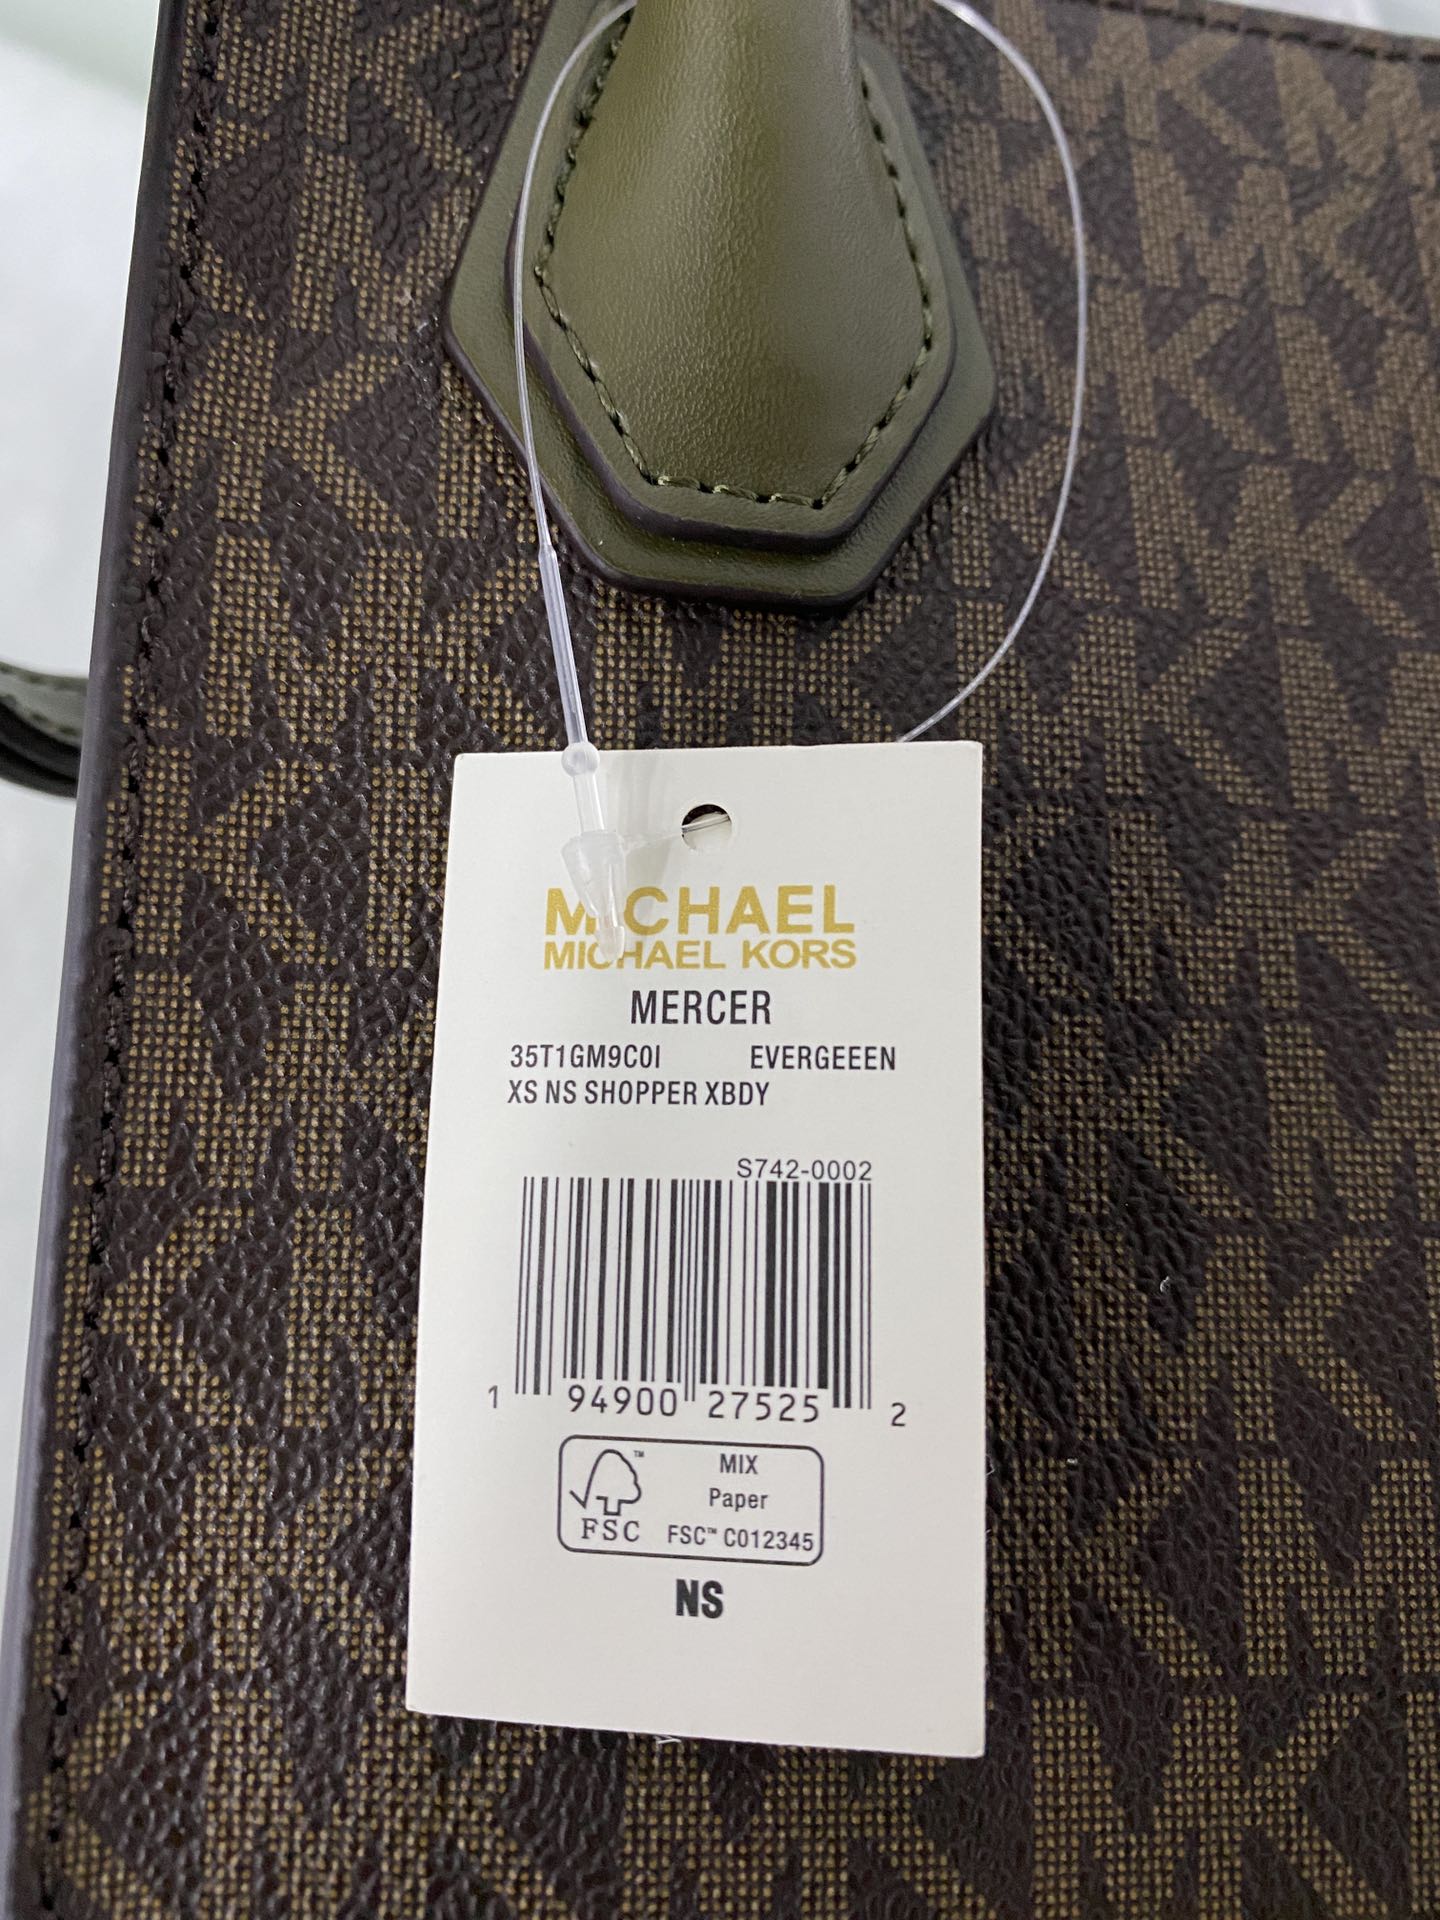 MICHAEL
MICHAEL KORS
MERCER
35T1GM9C0I EVERGEEEN
XS NS SHOPPER XBDY
S742-0002
1 94900 27525 2
FSC™
MIX
Paper
FSC™ C012345
NS